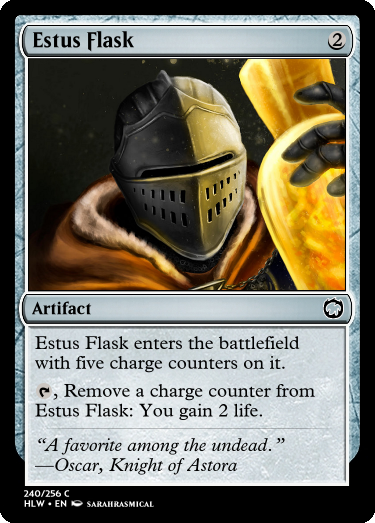 Estus Flask 2
Artifact
Estus Flask enters the battlefield
with five charge counters on it.
, Remove a charge counter from
Estus Flask: You gain 2 life.
“A favorite among the undead.”
—Oscar, Knight of Astora
240/256 C
HLW • EN SARAHRASMICAL